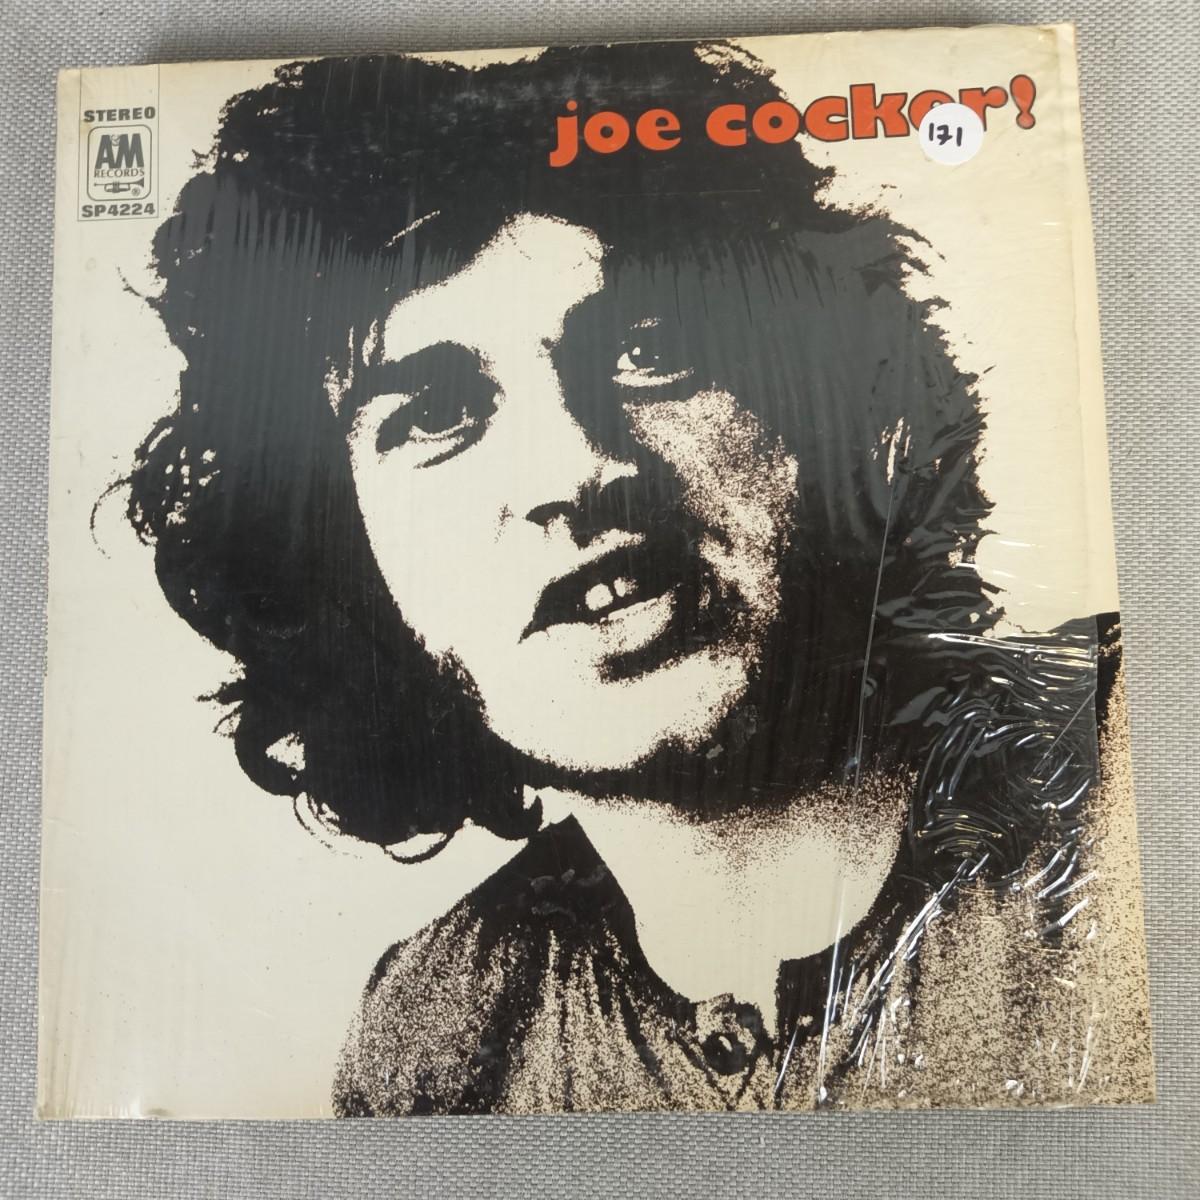 STEREO
A&M
RECORDS
®
SP4224
joe cocker!
171